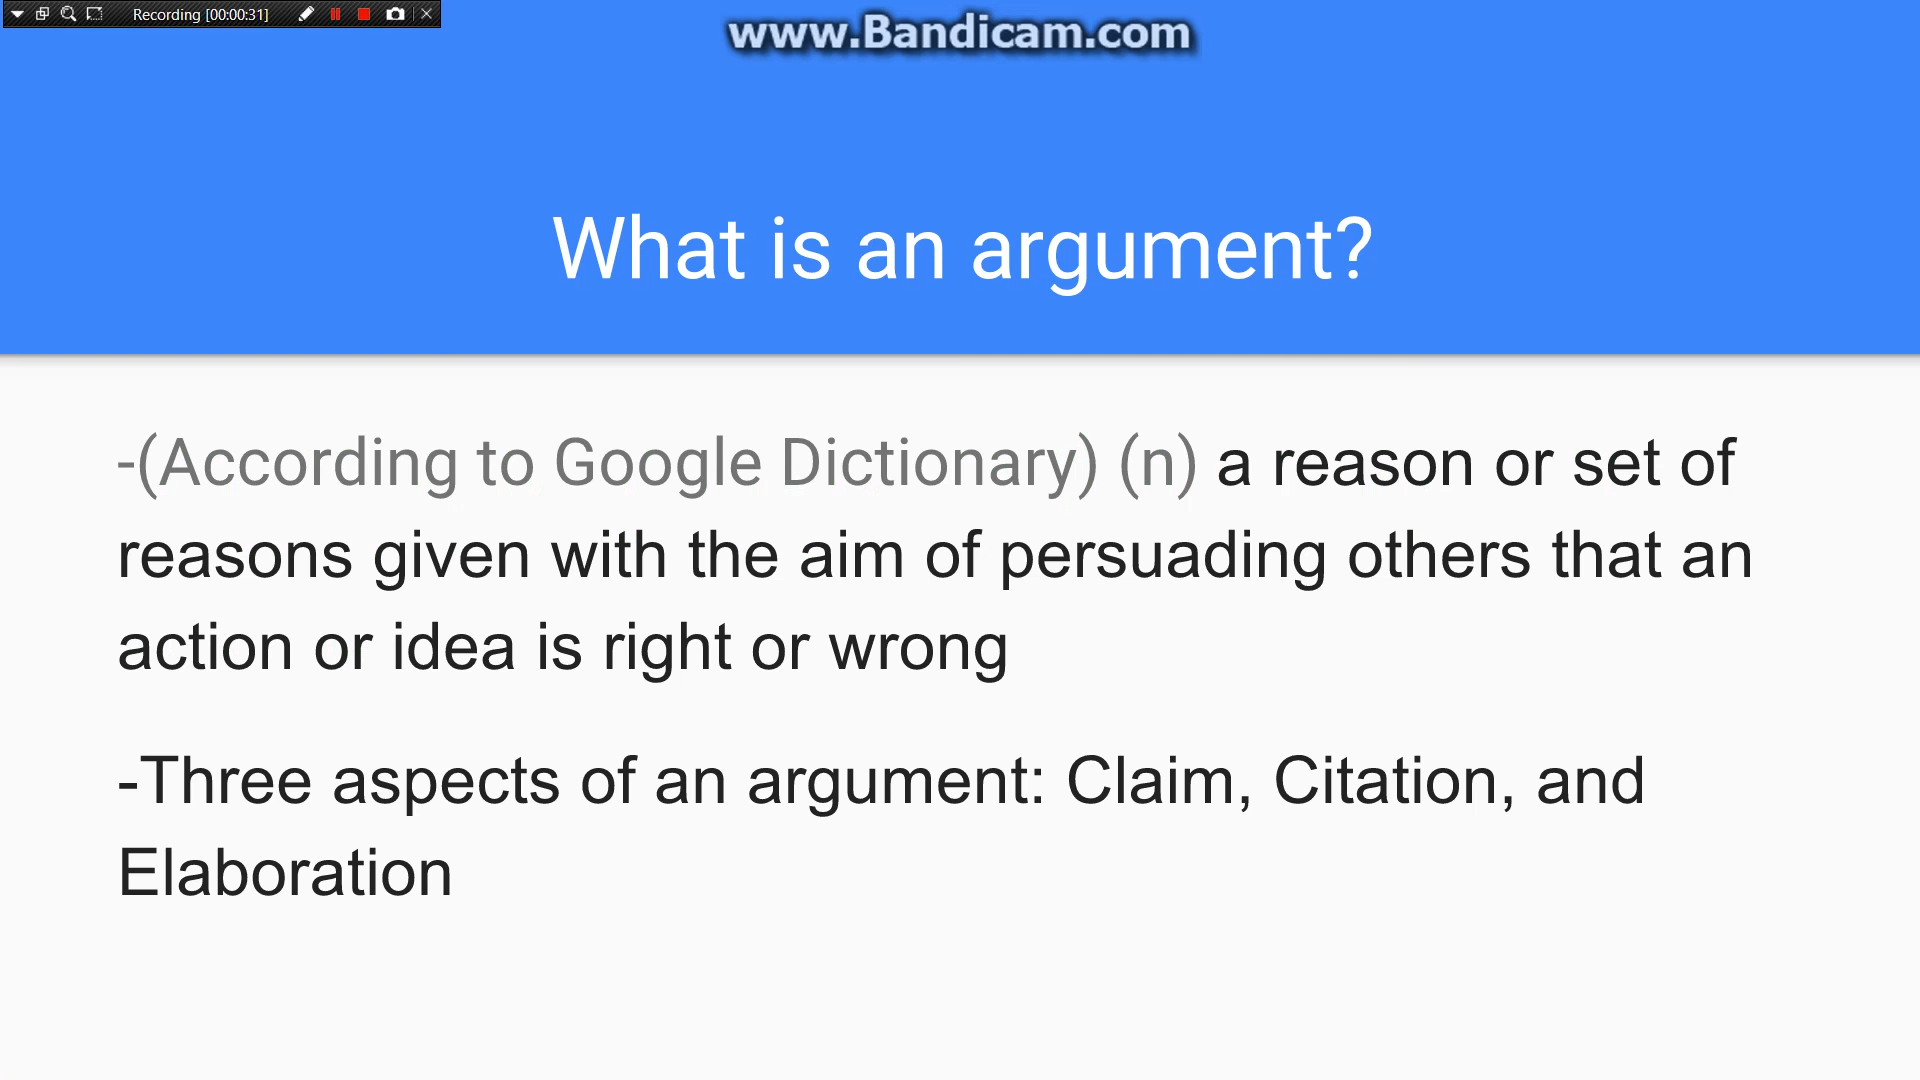 Recording [00:00:31]
www.Bandicam.com
What is an argument?
-(According to Google Dictionary) (n) a reason or set of
reasons given with the aim of persuading others that an
action or idea is right or wrong
-Three aspects of an argument: Claim, Citation, and
Elaboration